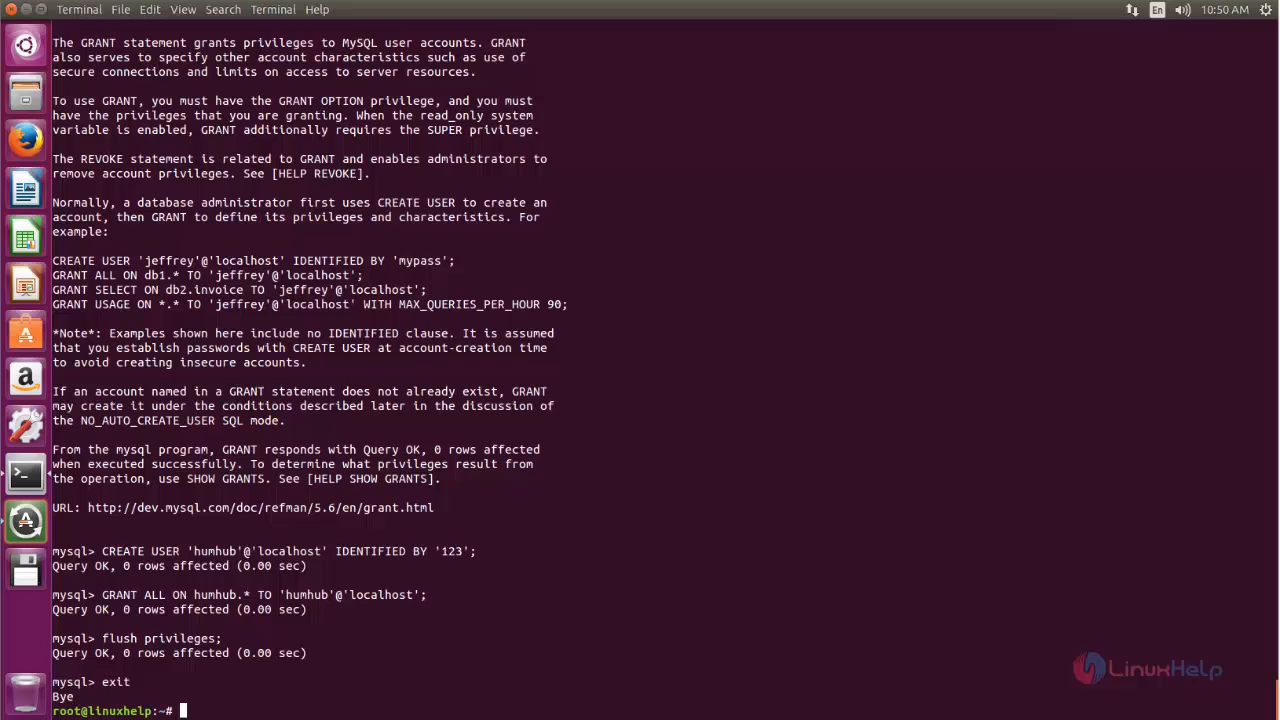 Terminal File Edit View Search Terminal Help En 10:50 AM
The GRANT statement grants privileges to MySQL user accounts. GRANT
also serves to specify other account characteristics such as use of
secure connections and limits on access to server resources.
To use GRANT, you must have the GRANT OPTION privilege, and you must
have the privileges that you are granting. When the read_only system
variable is enabled, GRANT additionally requires the SUPER privilege.
The REVOKE statement is related to GRANT and enables administrators to
remove account privileges. See [HELP REVOKE].
Normally, a database administrator first uses CREATE USER to create an
account, then GRANT to define its privileges and characteristics. For
example:
CREATE USER 'jeffrey'@'localhost' IDENTIFIED BY 'mypass';
GRANT ALL ON db1.* TO 'jeffrey'@'localhost';
GRANT SELECT ON db2.invoice TO 'jeffrey'@'localhost';
GRANT USAGE ON *.* TO 'jeffrey'@'localhost' WITH MAX_QUERIES_PER_HOUR 90;
*Note*: Examples shown here include no IDENTIFIED clause. It is assumed
that you establish passwords with CREATE USER at account-creation time
to avoid creating insecure accounts.
If an account named in a GRANT statement does not already exist, GRANT
may create it under the conditions described later in the discussion of
the NO_AUTO_CREATE_USER SQL mode.
From the mysql program, GRANT responds with Query OK, 0 rows affected
when executed successfully. To determine what privileges result from
the operation, use SHOW GRANTS. See [HELP SHOW GRANTS].
URL: http://dev.mysql.com/doc/refman/5.6/en/grant.html
mysql> CREATE USER 'humhub'@'localhost' IDENTIFIED BY '123';
Query OK, 0 rows affected (0.00 sec)
mysql> GRANT ALL ON humhub.* TO 'humhub'@'localhost';
Query OK, 0 rows affected (0.00 sec)
mysql> flush privileges;
Query OK, 0 rows affected (0.00 sec)
LinuxHelp
mysql> exit
Bye
root@linuxhelp:~#